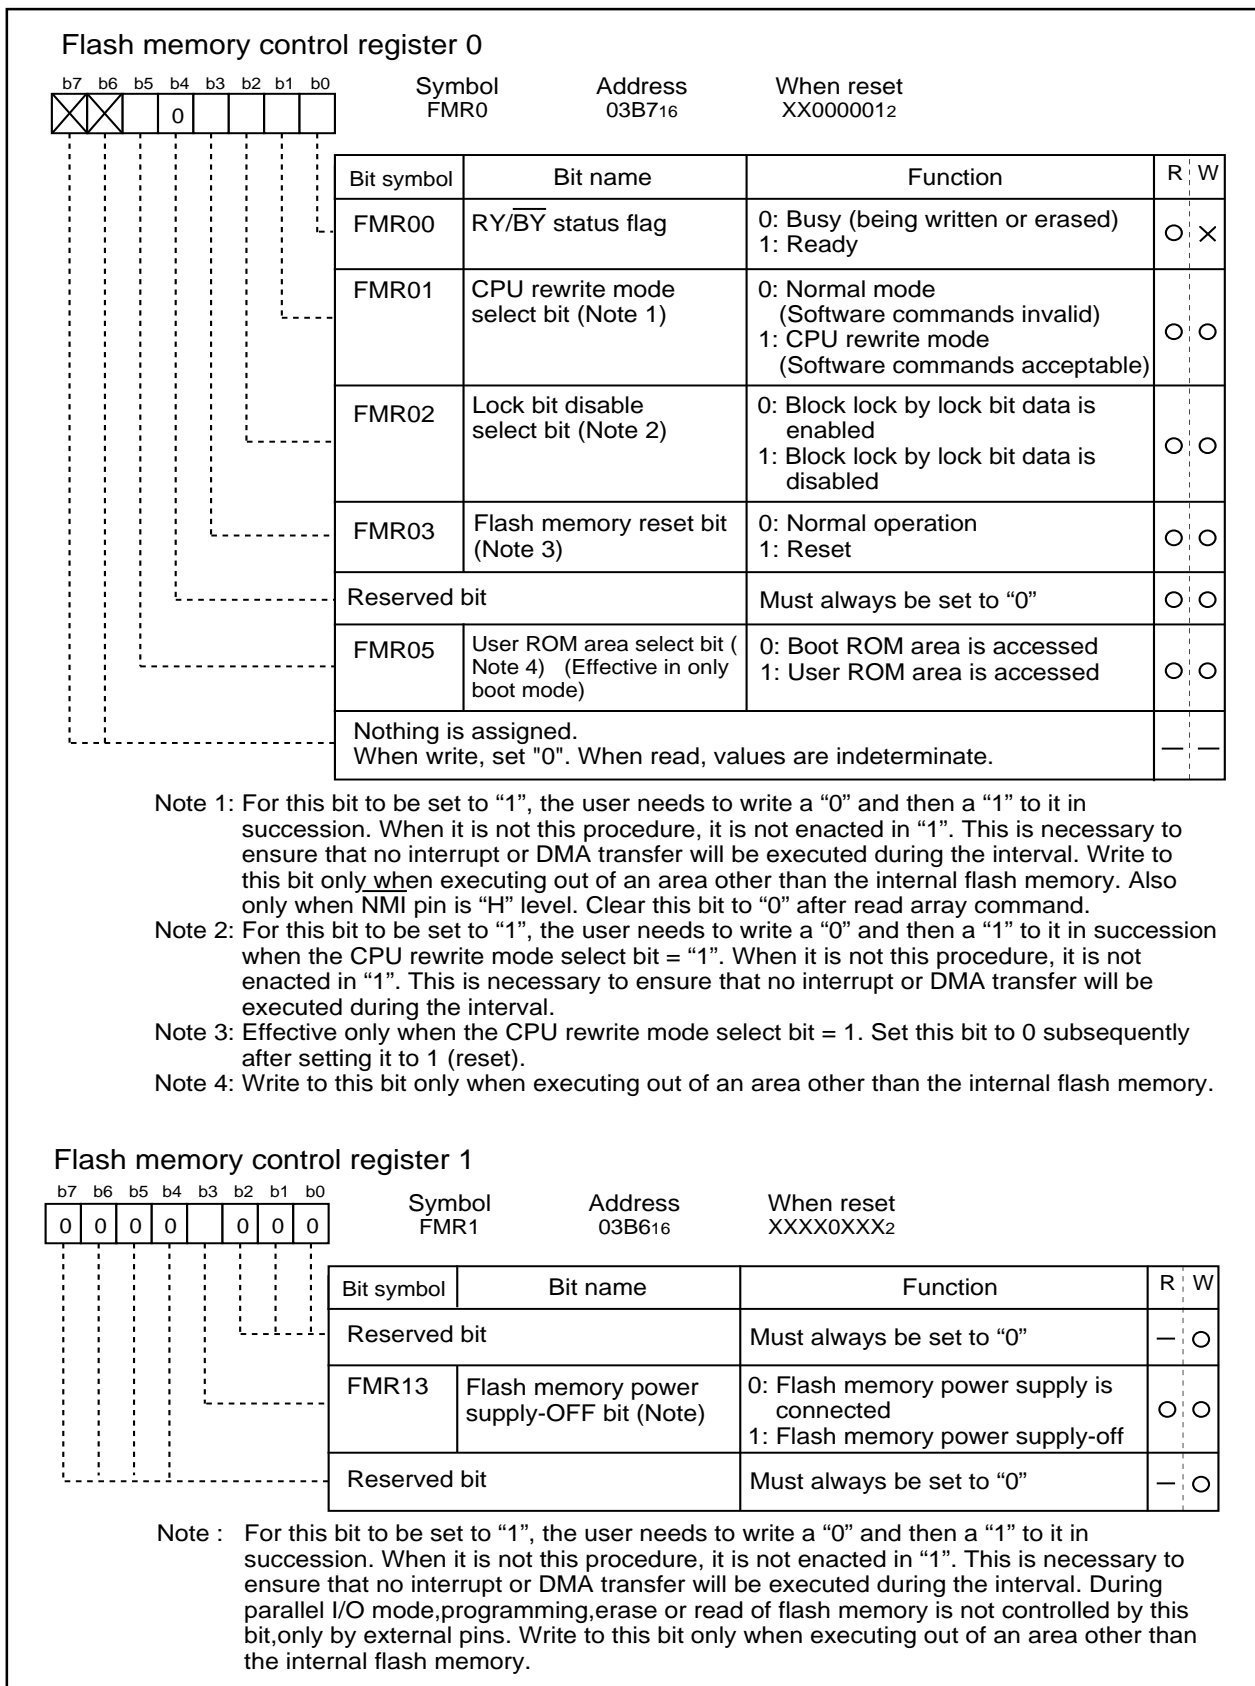 Flash memory control register 0
b7 b6 b5 b4 b3 b2 b1 b0
Symbol Address When reset
FMR0 03B716 XX0000012
0
Bit symbol Bit name Function R W
FMR00 RY/BY status flag 0: Busy (being written or erased)
1: Ready
FMR01 CPU rewrite mode 0: Normal mode
select bit (Note 1) (Software commands invalid)
1: CPU rewrite mode
(Software commands acceptable)
FMR02 Lock bit disable 0: Block lock by lock bit data is
select bit (Note 2) enabled
1: Block lock by lock bit data is
disabled
FMR03 Flash memory reset bit 0: Normal operation
(Note 3) 1: Reset
Reserved bit Must always be set to “0”
FMR05 User ROM area select bit ( 0: Boot ROM area is accessed
Note 4) (Effective in only 1: User ROM area is accessed
boot mode)
Nothing is assigned.
When write, set "0". When read, values are indeterminate.
Note 1: For this bit to be set to “1”, the user needs to write a “0” and then a “1” to it in
succession. When it is not this procedure, it is not enacted in “1”. This is necessary to
ensure that no interrupt or DMA transfer will be executed during the interval. Write to
this bit only when executing out of an area other than the internal flash memory. Also
only when NMI pin is “H” level. Clear this bit to “0” after read array command.
Note 2: For this bit to be set to “1”, the user needs to write a “0” and then a “1” to it in succession
when the CPU rewrite mode select bit = “1”. When it is not this procedure, it is not
enacted in “1”. This is necessary to ensure that no interrupt or DMA transfer will be
executed during the interval.
Note 3: Effective only when the CPU rewrite mode select bit = 1. Set this bit to 0 subsequently
after setting it to 1 (reset).
Note 4: Write to this bit only when executing out of an area other than the internal flash memory.
Flash memory control register 1
b7 b6 b5 b4 b3 b2 b1 b0
Symbol Address When reset
FMR1 03B616 XXXX0XXX2
0 0 0 0 0 0 0
Bit symbol Bit name Function R W
Reserved bit Must always be set to “0”
FMR13 Flash memory power 0: Flash memory power supply is
supply-OFF bit (Note) connected
1: Flash memory power supply-off
Reserved bit Must always be set to “0”
Note : For this bit to be set to “1”, the user needs to write a “0” and then a “1” to it in
succession. When it is not this procedure, it is not enacted in “1”. This is necessary to
ensure that no interrupt or DMA transfer will be executed during the interval. During
parallel I/O mode,programming,erase or read of flash memory is not controlled by this
bit,only by external pins. Write to this bit only when executing out of an area other than
the internal flash memory.